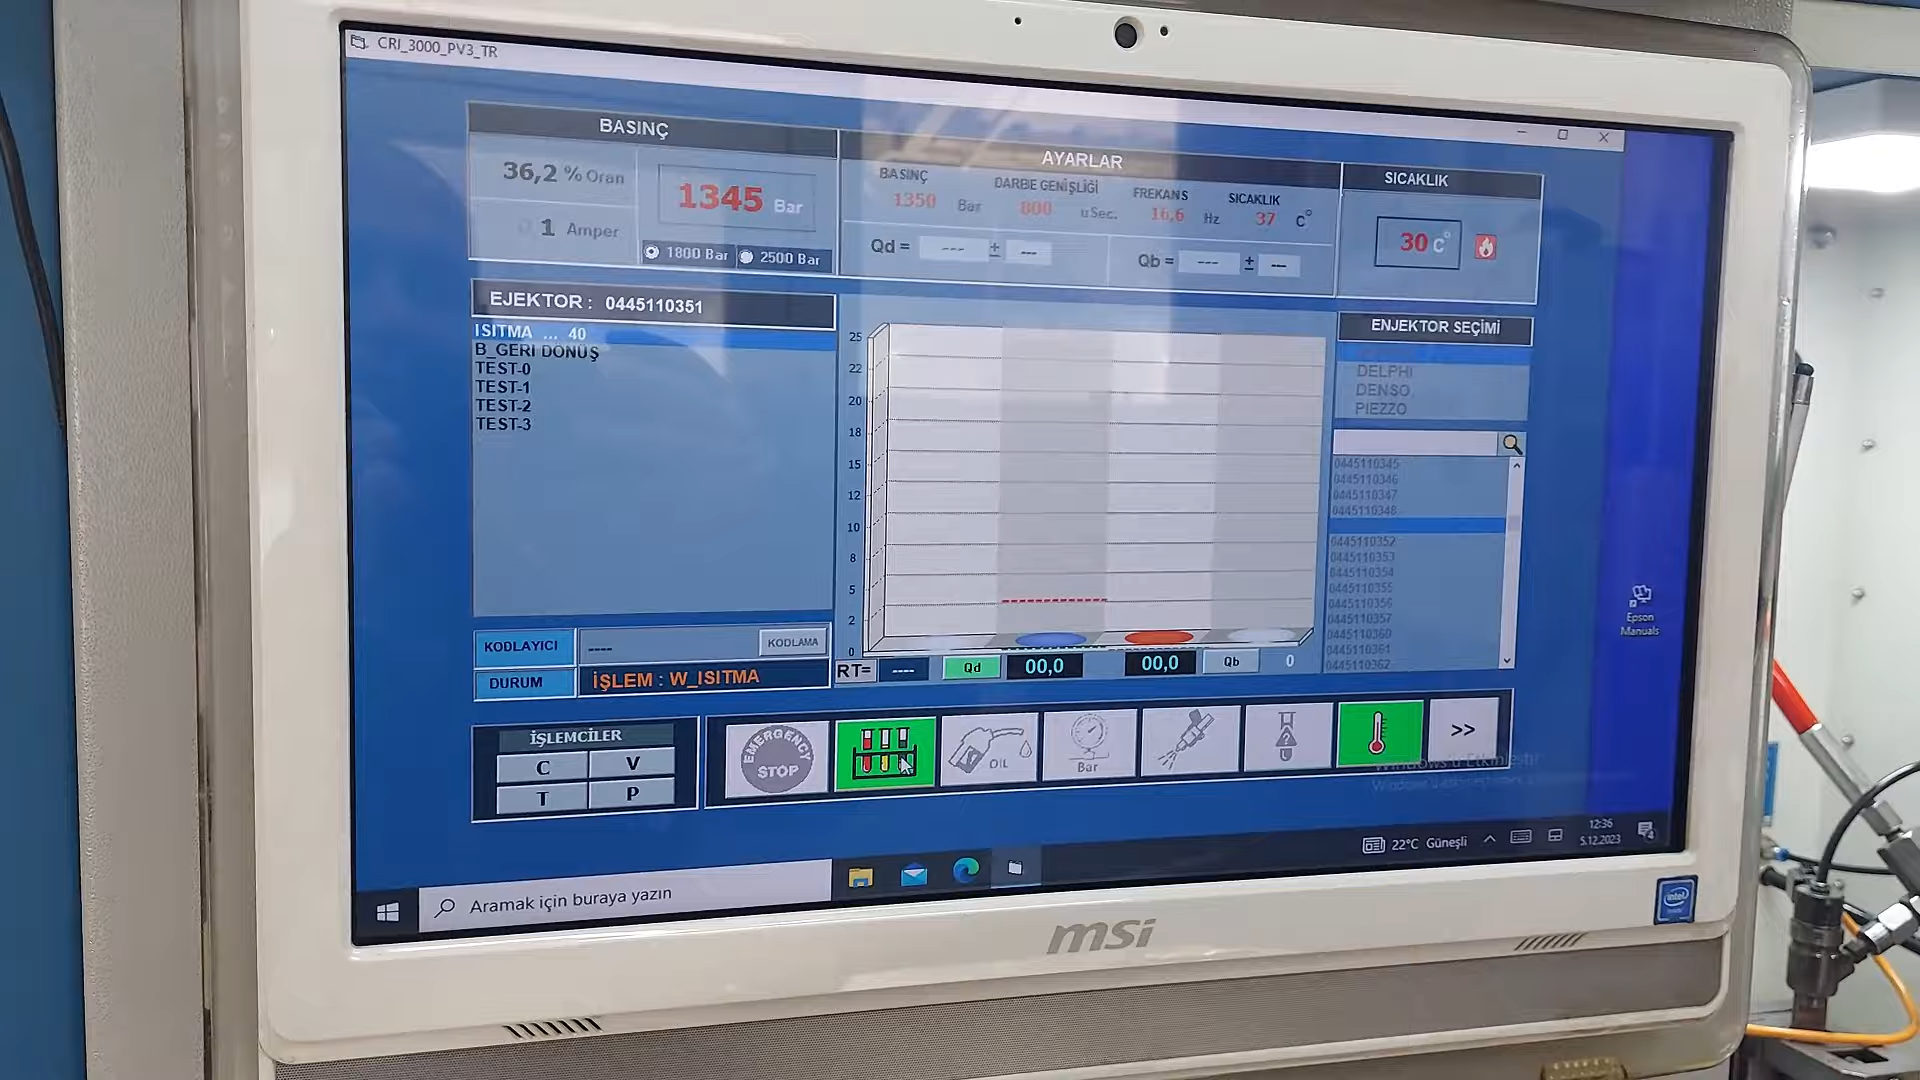 CRI_3000_PV3_TR
BASINÇ
36,2 % Oran
1345 Bar
1 Amper
1800 Bar
2500 Bar
AYARLAR
BASINÇ
1350 Bar
DARBE GENİŞLİĞİ
800 uSec.
FREKANS
16,6 Hz
SICAKLIK
37 C°
Qd = --- ± ---
Qb = --- ± ---
SICAKLIK
30 C°
EJEKTOR : 0445110351
ISITMA ... 40
B_GERI DÖNÜŞ
TEST-0
TEST-1
TEST-2
TEST-3
25
22
20
18
15
12
10
8
5
2
0
ENJEKTOR SEÇİMİ
DELPHI
DENSO
PIEZZO
0445110345
0445110346
0445110347
0445110348
0445110352
0445110353
0445110354
0445110355
0445110356
0445110357
0445110360
0445110361
0445110362
Epson
Manuals
KODLAYICI
----
KODLAMA
DURUM
İŞLEM : W_ISITMA
RT= ----
Qd
00,0
00,0
Qb
0
İŞLEMCİLER
C V
T P
EMERGENCY
STOP
OIL
Bar
>>
Windows'u Etkinleştir
22°C Güneşli
12:36
5.12.2023
4
Aramak için buraya yazın
msi
intel